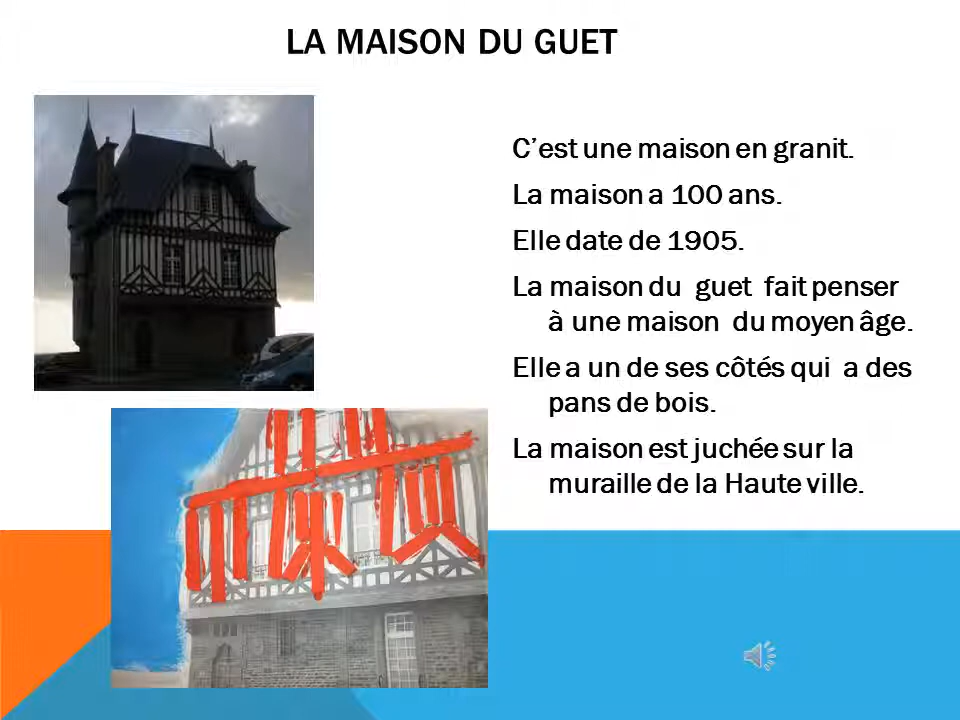 LA MAISON DU GUET
C’est une maison en granit.
La maison a 100 ans.
Elle date de 1905.
La maison du guet fait penser
à une maison du moyen âge.
Elle a un de ses côtés qui a des
pans de bois.
La maison est juchée sur la
muraille de la Haute ville.